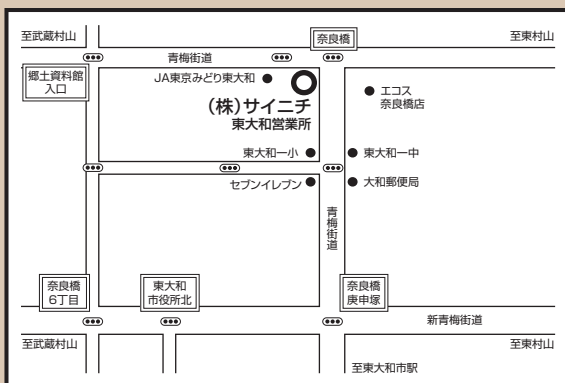 至武蔵村山
奈良橋
至東村山
青梅街道
郷土資料館
入口
JA東京みどり東大和
エコス
奈良橋店
(株)サイニチ
東大和営業所
東大和一小
東大和一中
セブンイレブン
大和郵便局
青梅街道
奈良橋
6丁目
東大和
市役所北
奈良橋
庚申塚
新青梅街道
至武蔵村山
至東村山
至東大和市駅